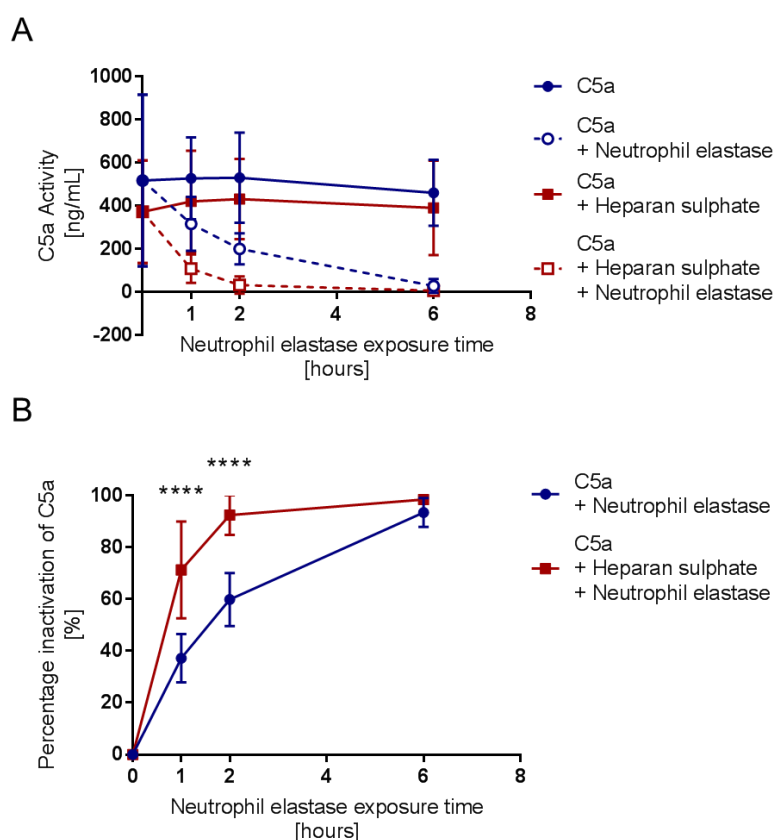 A
1000
800
600
400
200
0
-200
C5a Activity
[ng/mL]
1
2
4
6
8
Neutrophil elastase exposure time
[hours]
C5a
C5a
+ Neutrophil elastase
C5a
+ Heparan sulphate
C5a
+ Heparan sulphate
+ Neutrophil elastase
B
****
****
100
80
60
40
20
0
Percentage inactivation of C5a
[%]
0
1
2
4
6
8
Neutrophil elastase exposure time
[hours]
C5a
+ Neutrophil elastase
C5a
+ Heparan sulphate
+ Neutrophil elastase